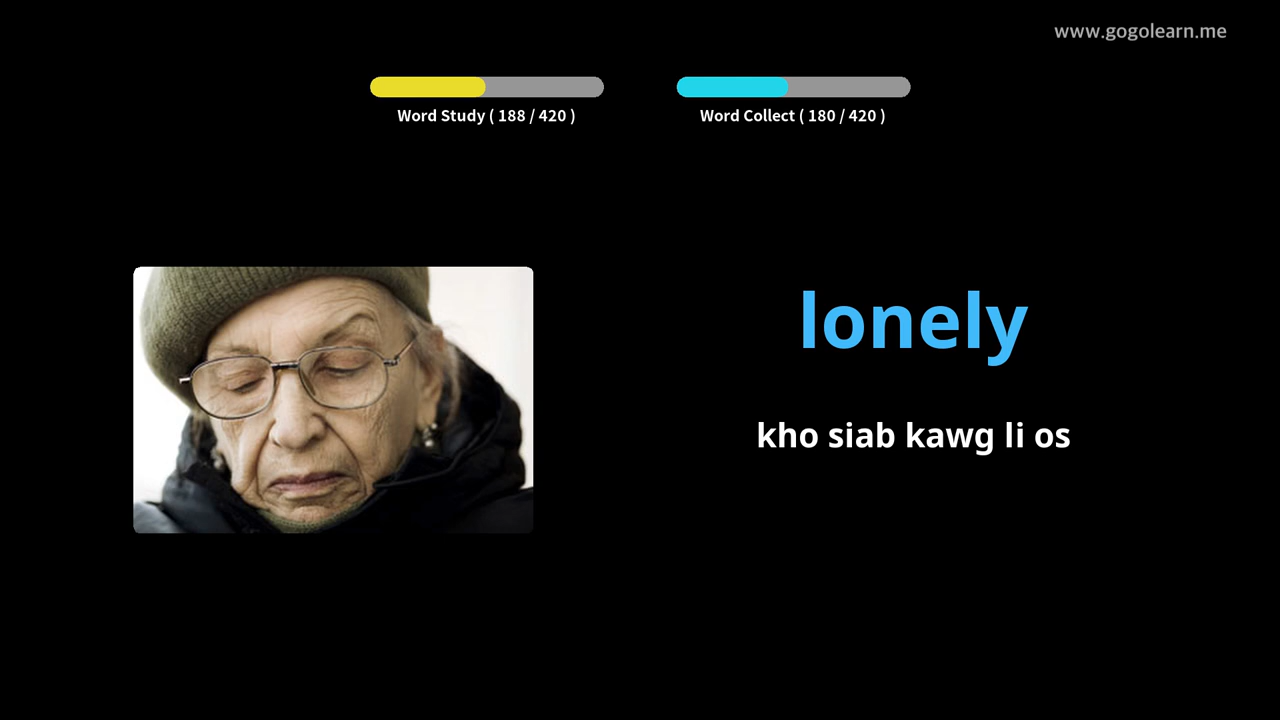 www.gogolearn.me
Word Study ( 188 / 420 )
Word Collect ( 180 / 420 )
lonely
kho siab kawg li os